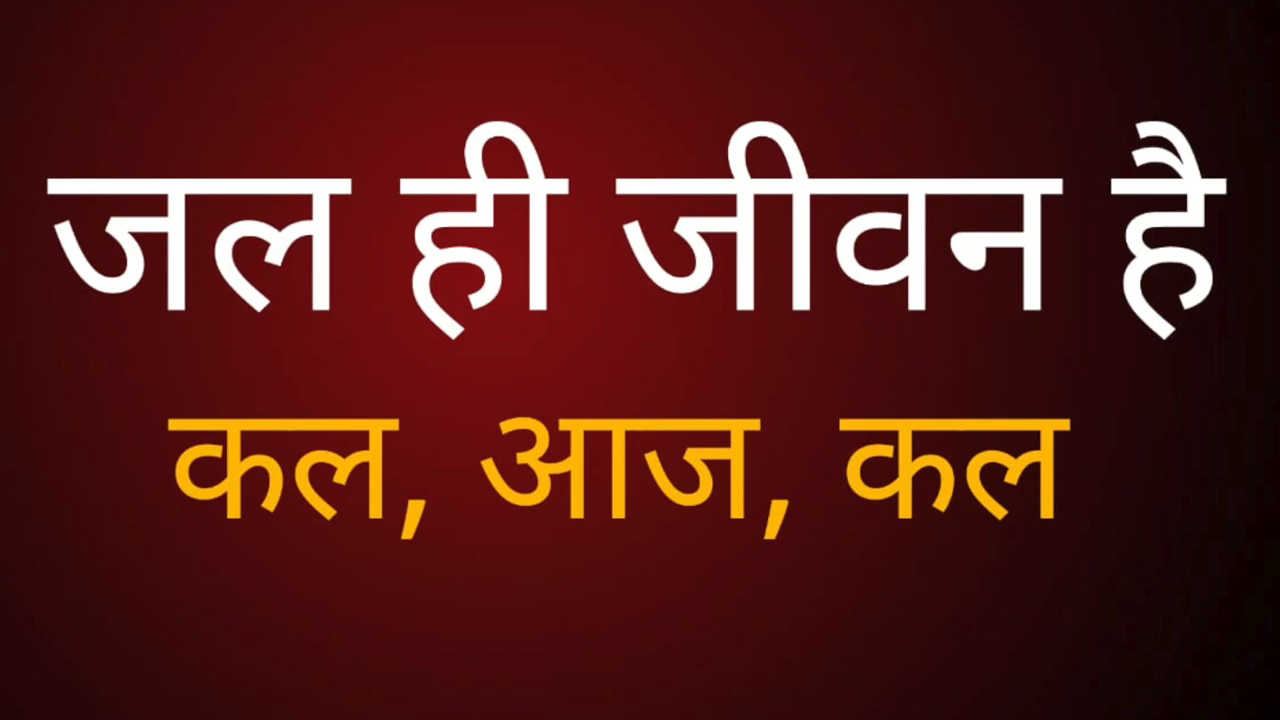 जल ही जीवन है
कल, आज, कल